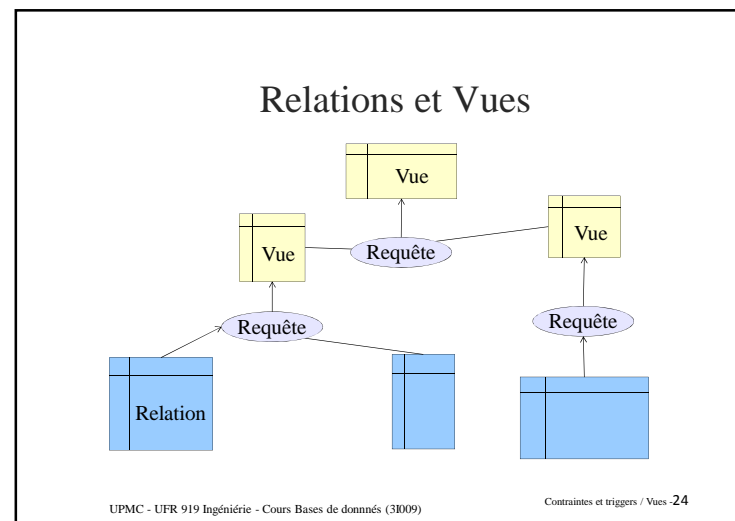 Relations et Vues
Vue
Vue
Vue
Requête
Requête
Requête
Relation
UPMC - UFR 919 Ingéniérie - Cours Bases de donnnés (3I009)
Contraintes et triggers / Vues -24